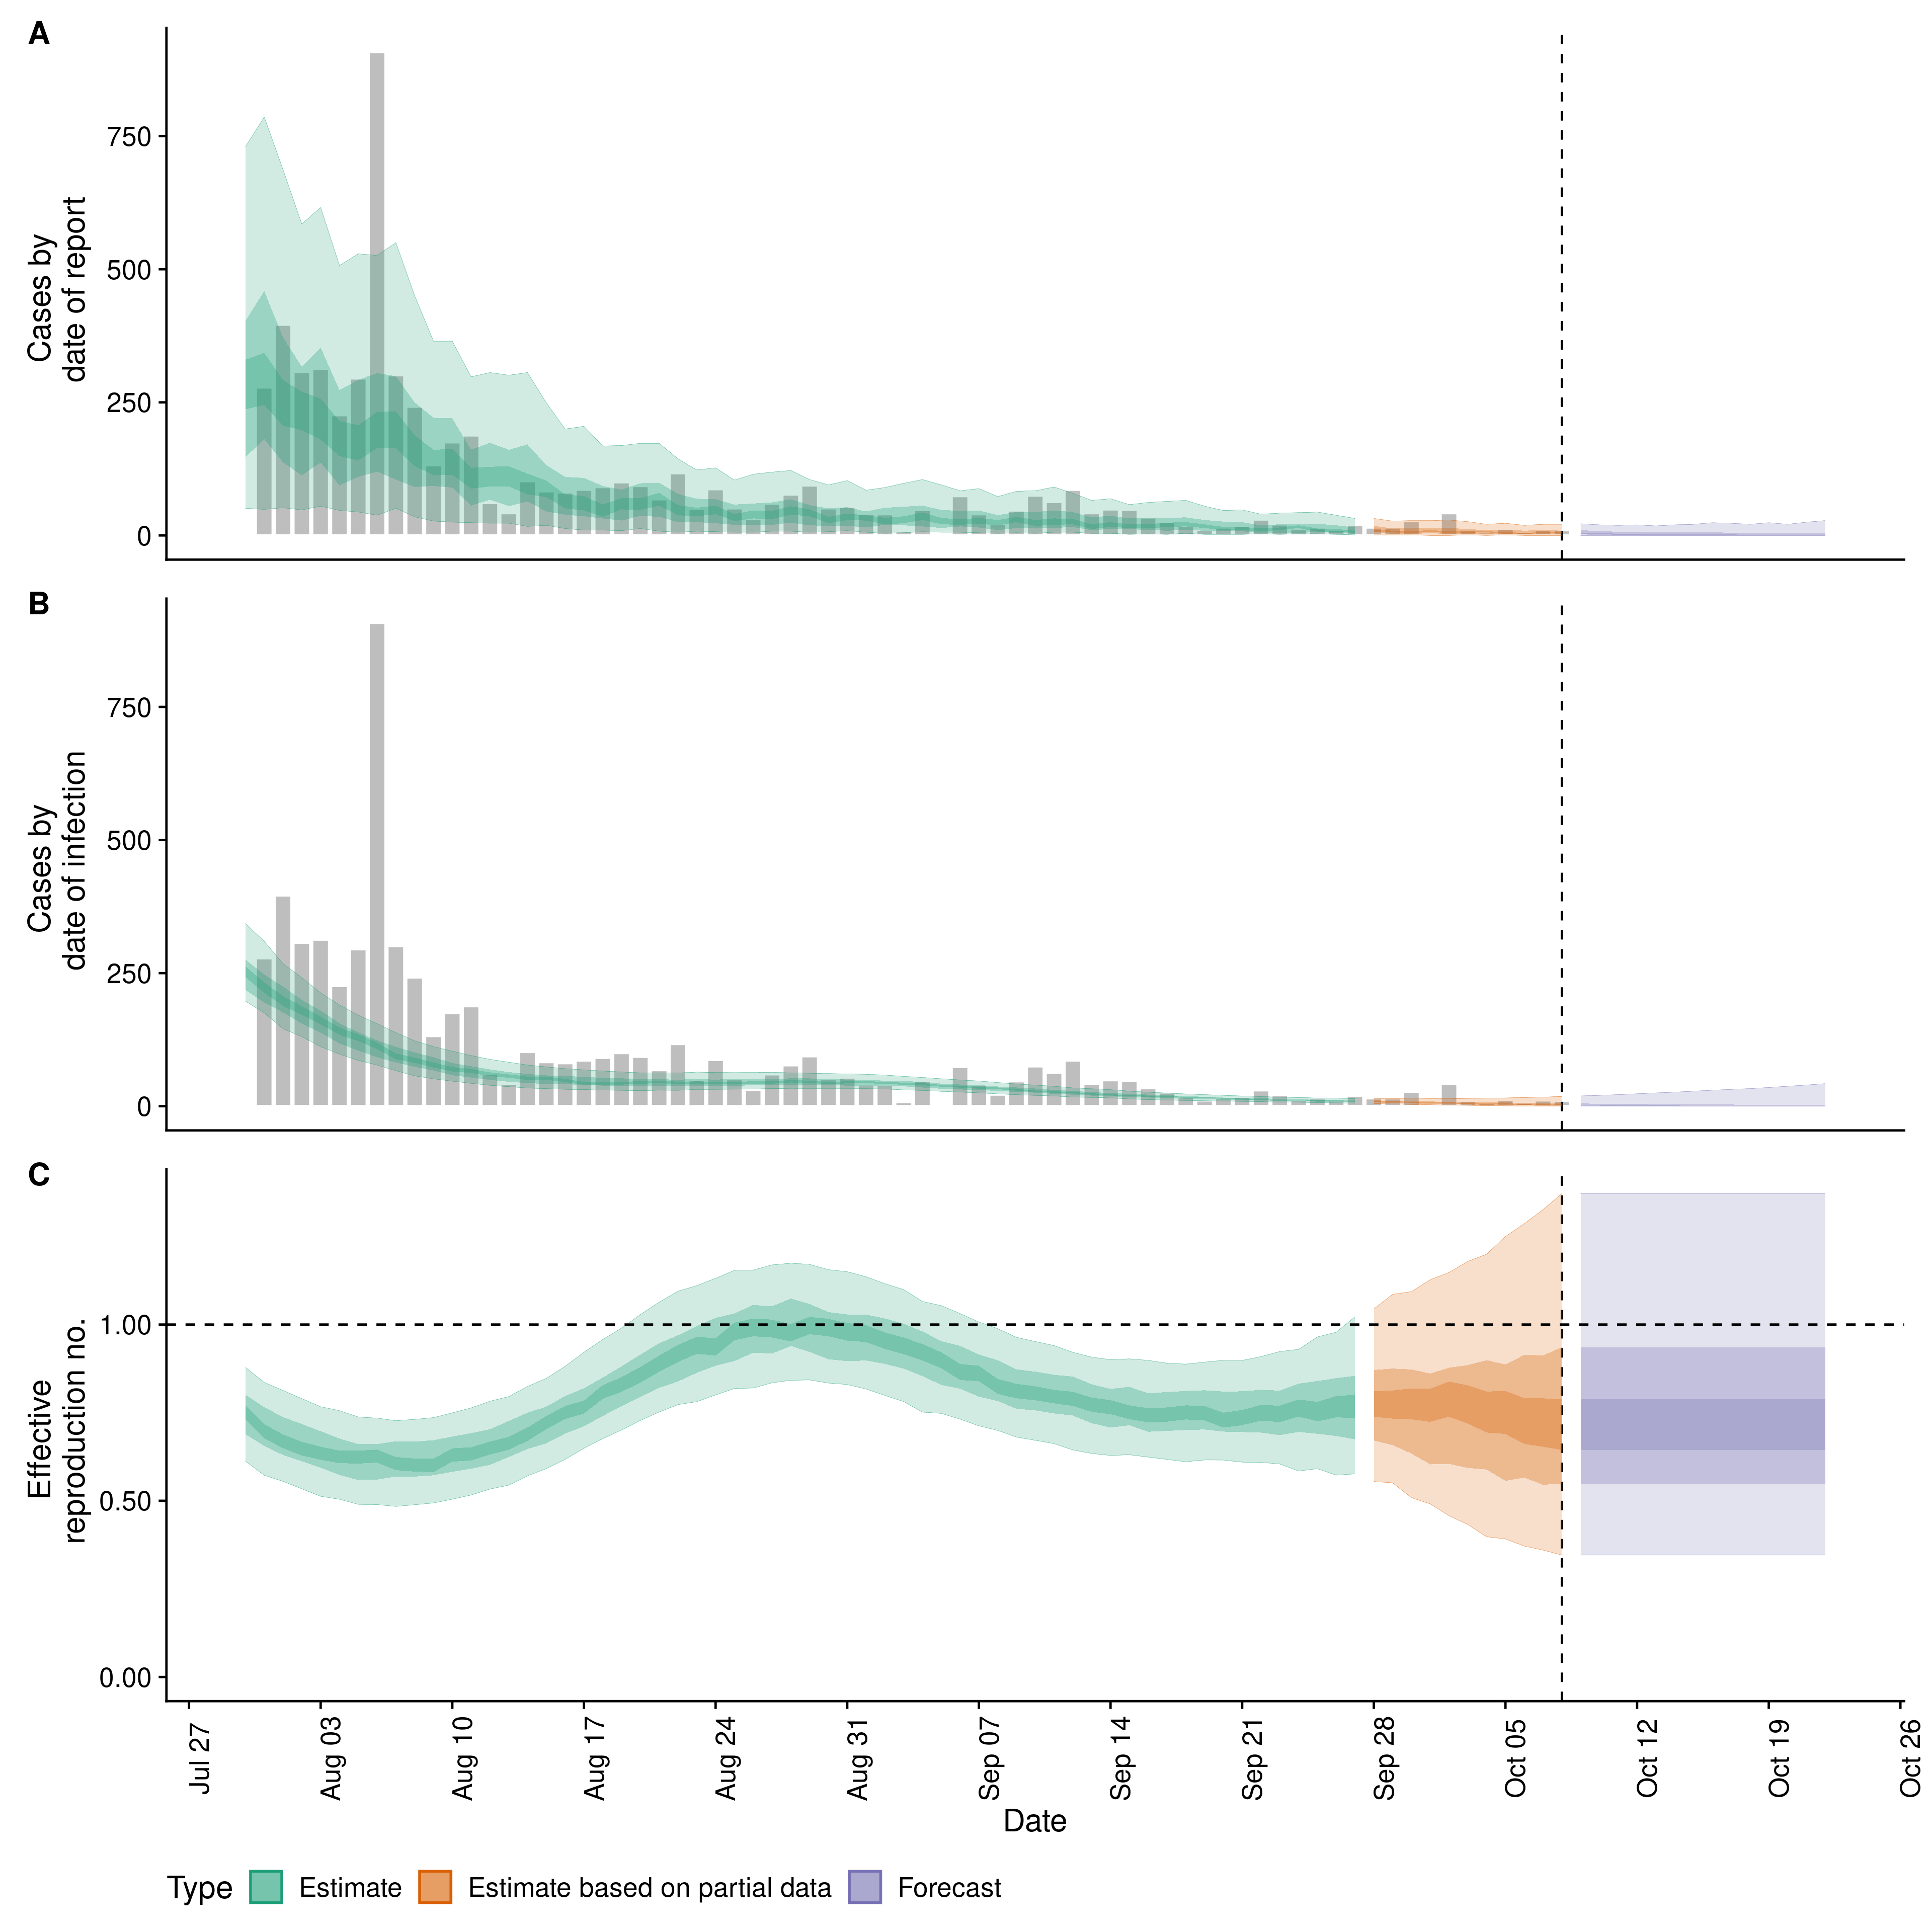 A
Cases by
date of report
750
500
250
0
B
Cases by
date of infection
750
500
250
0
C
Effective
reproduction no.
1.00
0.50
0.00
Jul 27
Aug 03
Aug 10
Aug 17
Aug 24
Aug 31
Sep 07
Sep 14
Sep 21
Sep 28
Oct 05
Oct 12
Oct 19
Oct 26
Date
Type Estimate Estimate based on partial data Forecast